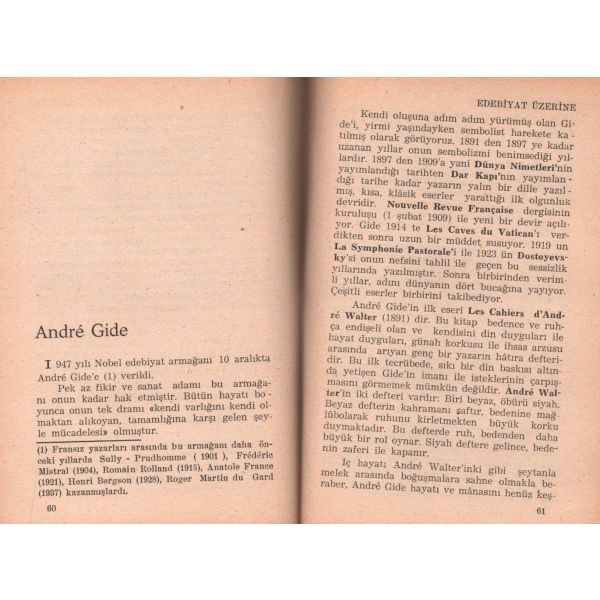 André Gide
1947 yılı Nobel edebiyat armağanı 10 aralıkta
André Gide'e (1) verildi.
Pek az fikir ve sanat adamı bu armağa-
nı onun kadar hak etmiştir. Bütün hayatı bo-
yunca onun tek dramı «kendi varlığını kendi ol-
maktan alıkoyan, tamamlığına karşı gelen şey-
le mücadelesi» olmuştur.
(1) Fransız yazarları arasında bu armağanı daha ön-
ceki yıllarda Sully - Prudhomme ( 1901 ), Frédéric
Mistral (1904), Romain Rolland (1915), Anatole France
(1921), Henri Bergson (1928), Roger Martin du Gard
(1937) kazanmışlardı.
60
EDEBİYAT ÜZERİNE
Kendi oluşuna adım adım yürümüş olan Gi-
de'i, yirmi yaşındayken sembolist harekete ka-
tılmış olarak görüyoruz. 1891 den 1897 ye kadar
uzanan yıllar onun sembolizmi benimsediği yıl-
lardır. 1897 den 1909'a yani Dünya Nimetleri'nin
yayımlandığı tarihten Dar Kapı'nın yayımlan-
dığı tarihe kadar yazarın yalın bir dille yazıl-
mış, kısa, klâsik eserler yarattığı ilk olgunluk
devridir. Nouvelle Revue Française dergisinin
kuruluşu (1 şubat 1909) ile yeni bir devir açılı-
yor. Gide 1914 te Les Caves du Vatican'ı ver-
dikten sonra uzun bir müddet susuyor. 1919 un
La Symphonie Pastorale'i ile 1923 ün Dostoyevs-
ky'si onun nefsini tahlil ile geçen bu sessizlik
yıllarında yazılmıştır. Sonra birbirinden verim-
li yıllar, adını dünyanın dört bucağına yayıyor.
Çeşitli eserler birbirini takibediyor.
André Gide'in ilk eseri Les Cahiers d'And-
ré Walter (1891) dir. Bu kitap bedence ve ruh-
ça endişeli olan ve kendisini din duyguları ile
hayat duyguları, günah korkusu ile ihsas arzusu
arasında arıyan genç bir yazarın hâtıra defteri-
dir. Bu ilk tecrübede, sıkı bir din baskısı altın-
da yetişen Gide'in imanı ile isteklerinin çarpış-
masını görmemek mümkün değildir. André Wal-
ter'in iki defteri vardır: Biri beyaz, öbürü siyah.
Beyaz defterin kahramanı şaftır, bedenine mağ-
lûbolarak ruhunu kirletmekten büyük korku
duymaktadır. Bu defterde ruh, bedenden daha
büyük bir rol oynar. Siyah deftere gelince, bede-
nin zaferi ile kapanır.
İç hayatı André Walter'inki gibi şeytanla
melek arasında boğuşmalara sahne olmakla be-
raber, André Gide hayatı ve mânasını henüz keş-
61